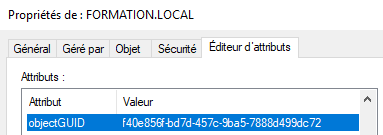 Propriétés de : FORMATION.LOCAL
Général Géré par Objet Sécurité Éditeur d'attributs
Attributs :
Attribut Valeur
objectGUID f40e856f-bd7d-457c-9ba5-7888d499dc72